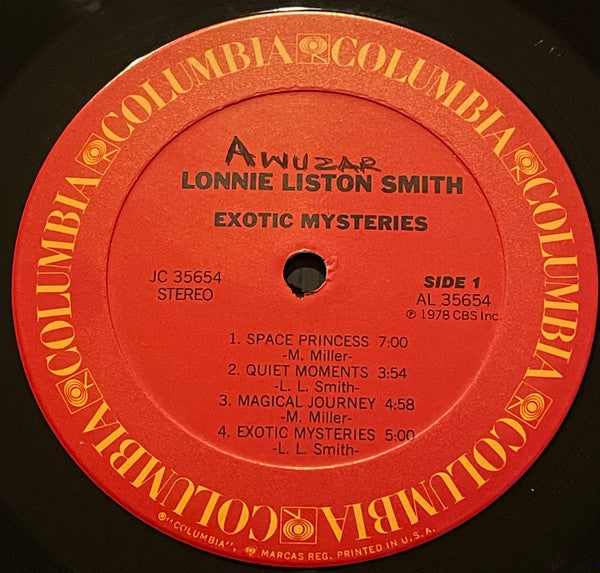 COLUMBIA COLUMBIA COLUMBIA COLUMBIA COLUMBIA COLUMBIA COLUMBIA
AWUZAR
LONNIE LISTON SMITH
EXOTIC MYSTERIES
JC 35654
STEREO
SIDE 1
AL 35654
℗ 1978 CBS Inc.
1. SPACE PRINCESS 7:00
-M. Miller-
2. QUIET MOMENTS 3:54
-L. L. Smith-
3. MAGICAL JOURNEY 4:58
-M. Miller-
4. EXOTIC MYSTERIES 5:00
-L. L. Smith-
®"COLUMBIA", MARCAS REG. PRINTED IN U.S.A.